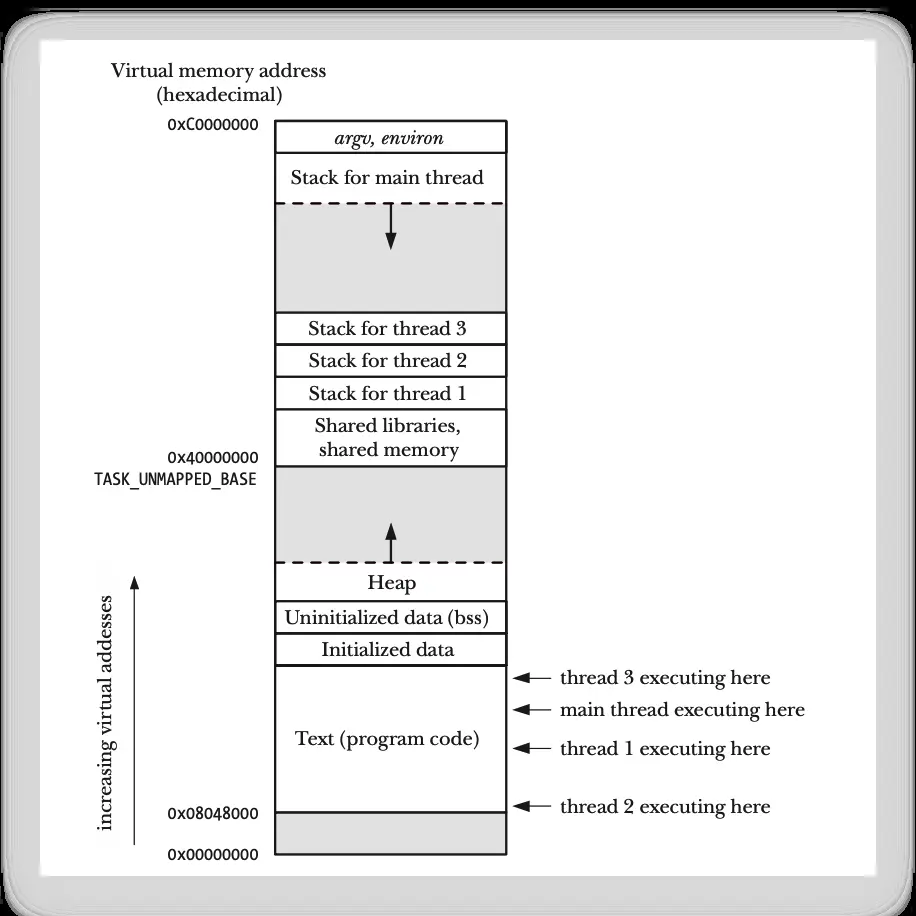 Virtual memory address
(hexadecimal)
0xC0000000
argv, environ
Stack for main thread
Stack for thread 3
Stack for thread 2
Stack for thread 1
Shared libraries,
shared memory
0x40000000
TASK_UNMAPPED_BASE
Heap
Uninitialized data (bss)
Initialized data
increasing virtual addesses
thread 3 executing here
main thread executing here
Text (program code)
thread 1 executing here
thread 2 executing here
0x08048000
0x00000000